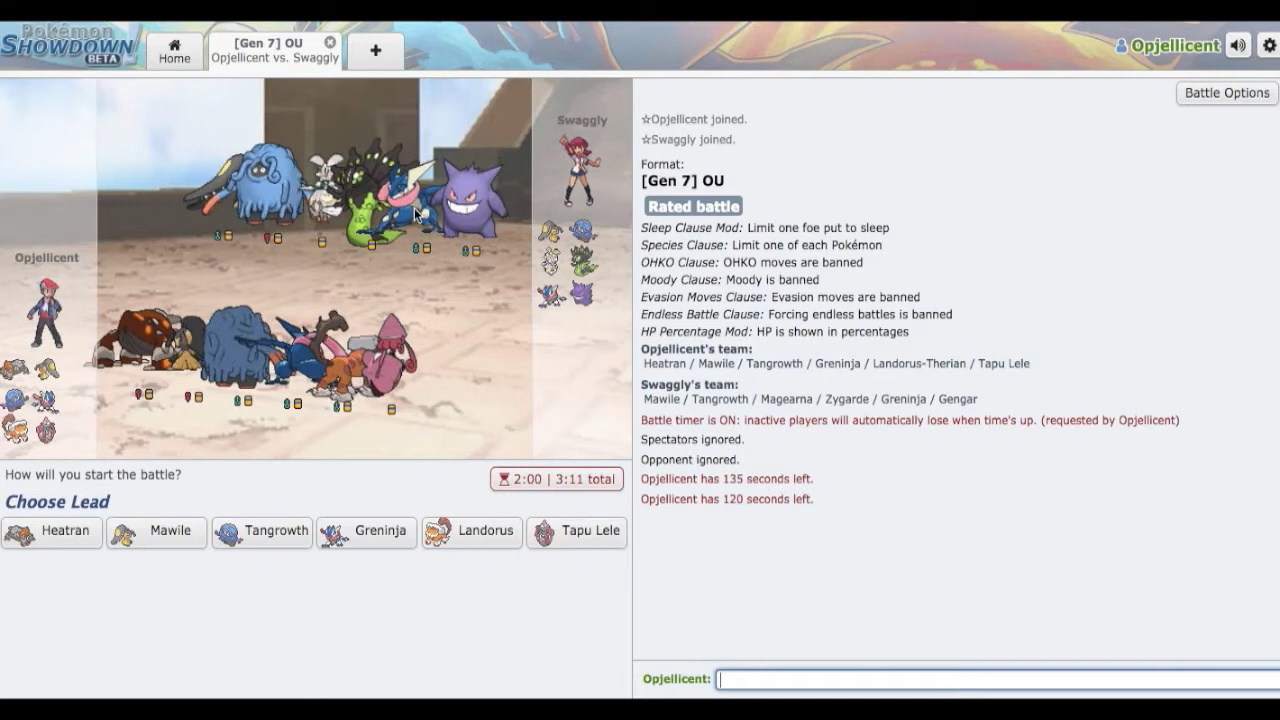 Pokémon
SHOWDOWN
BETA
Home
[Gen 7] OU
Opjellicent vs. Swaggly
+
Opjellicent
Battle Options
Swaggly
Opjellicent
☆Opjellicent joined.
☆Swaggly joined.
Format:
[Gen 7] OU
Rated battle
Sleep Clause Mod: Limit one foe put to sleep
Species Clause: Limit one of each Pokémon
OHKO Clause: OHKO moves are banned
Moody Clause: Moody is banned
Evasion Moves Clause: Evasion moves are banned
Endless Battle Clause: Forcing endless battles is banned
HP Percentage Mod: HP is shown in percentages
Opjellicent's team:
Heatran / Mawile / Tangrowth / Greninja / Landorus-Therian / Tapu Lele
Swaggly's team:
Mawile / Tangrowth / Magearna / Zygarde / Greninja / Gengar
Battle timer is ON: inactive players will automatically lose when time's up. (requested by Opjellicent)
Spectators ignored.
Opponent ignored.
Opjellicent has 135 seconds left.
Opjellicent has 120 seconds left.
How will you start the battle?
2:00 | 3:11 total
Choose Lead
Heatran
Mawile
Tangrowth
Greninja
Landorus
Tapu Lele
Opjellicent: